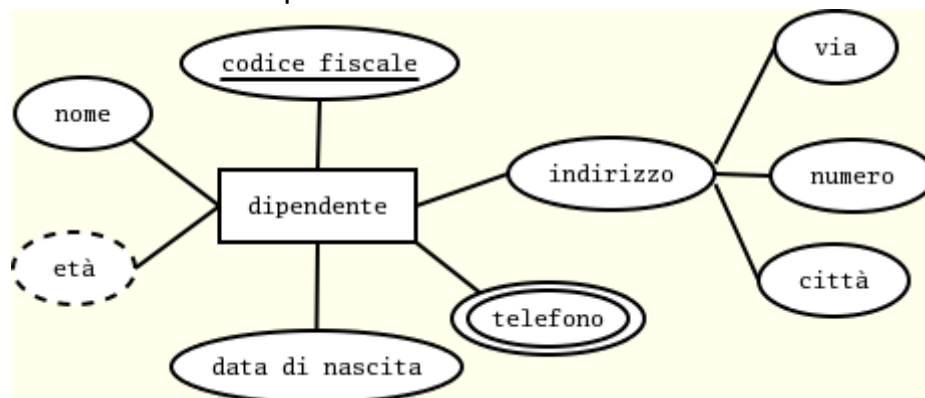 via
codice fiscale
nome
indirizzo
numero
dipendente
età
città
telefono
data di nascita